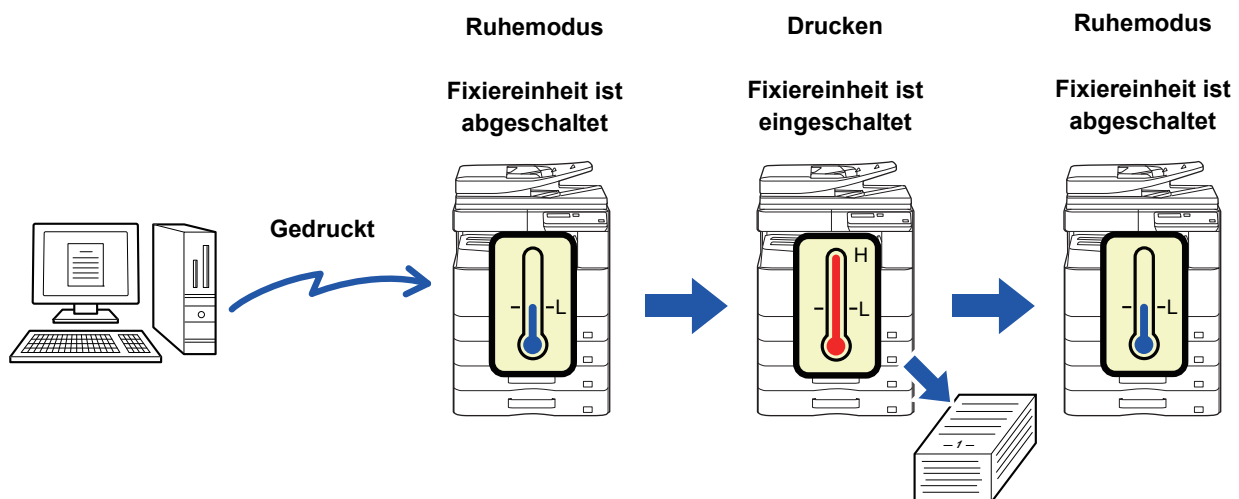 Ruhemodus
Fixiereinheit ist
abgeschaltet
Drucken
Fixiereinheit ist
eingeschaltet
Ruhemodus
Fixiereinheit ist
abgeschaltet
Gedruckt
L
H
L
L
– 1 –